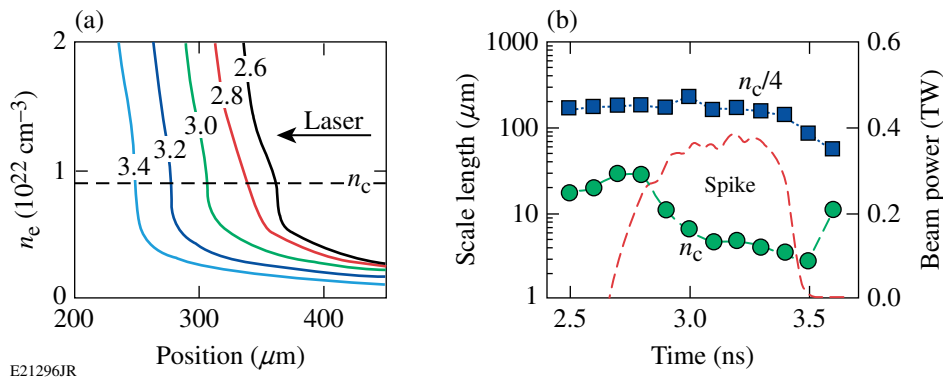 (a)
2
1
0
n_e (10^22 cm^-3)
2.6
2.8
3.0
3.2
3.4
Laser
n_c
200
300
400
Position (μm)
(b)
1000
100
10
1
Scale length (μm)
n_c/4
Spike
n_c
0.6
0.4
0.2
0.0
Beam power (TW)
2.5
3.0
3.5
Time (ns)
E21296JR